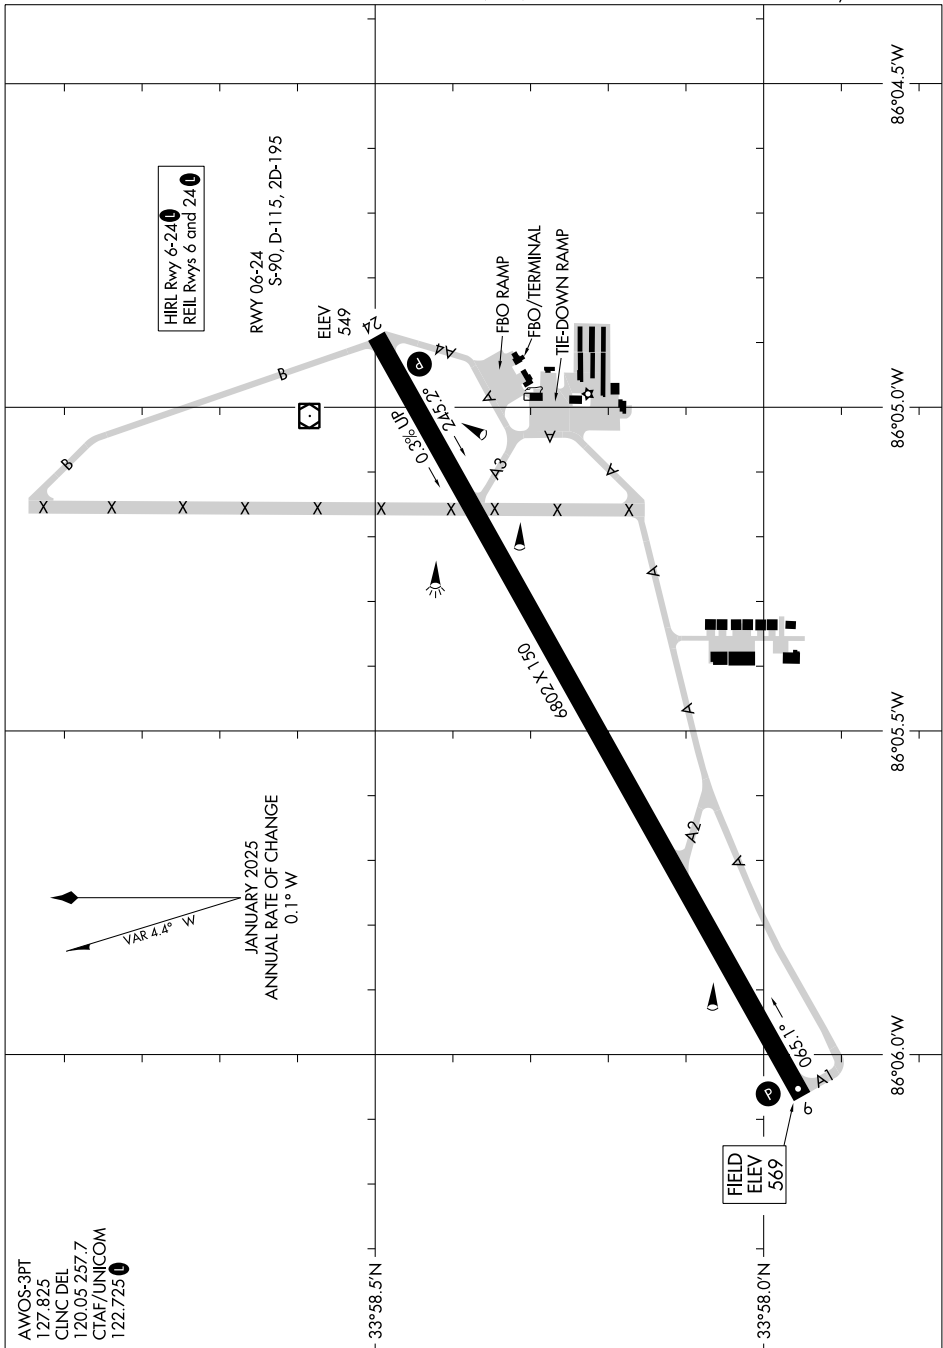 AWOS-3PT
127.825
CLNC DEL
120.05 257.7
CTAF/UNICOM
122.725 L
HIRL Rwy 6-24 L
REIL Rwys 6 and 24 L
RWY 06-24
S-90, D-115, 2D-195
ELEV
549
24
P
A4
B
B
FBO RAMP
FBO/TERMINAL
TIE-DOWN RAMP
A
A
A
A3
245.2°
0.3% UP
X
X
X
X
X
X
X
X
X
X
6802 X 150
A
A
A
A2
JANUARY 2025
ANNUAL RATE OF CHANGE
0.1° W
VAR 4.4° W
065.1°
A1
6
P
FIELD
ELEV
569
33°58.5'N
33°58.0'N
86°04.5'W
86°05.0'W
86°05.5'W
86°06.0'W